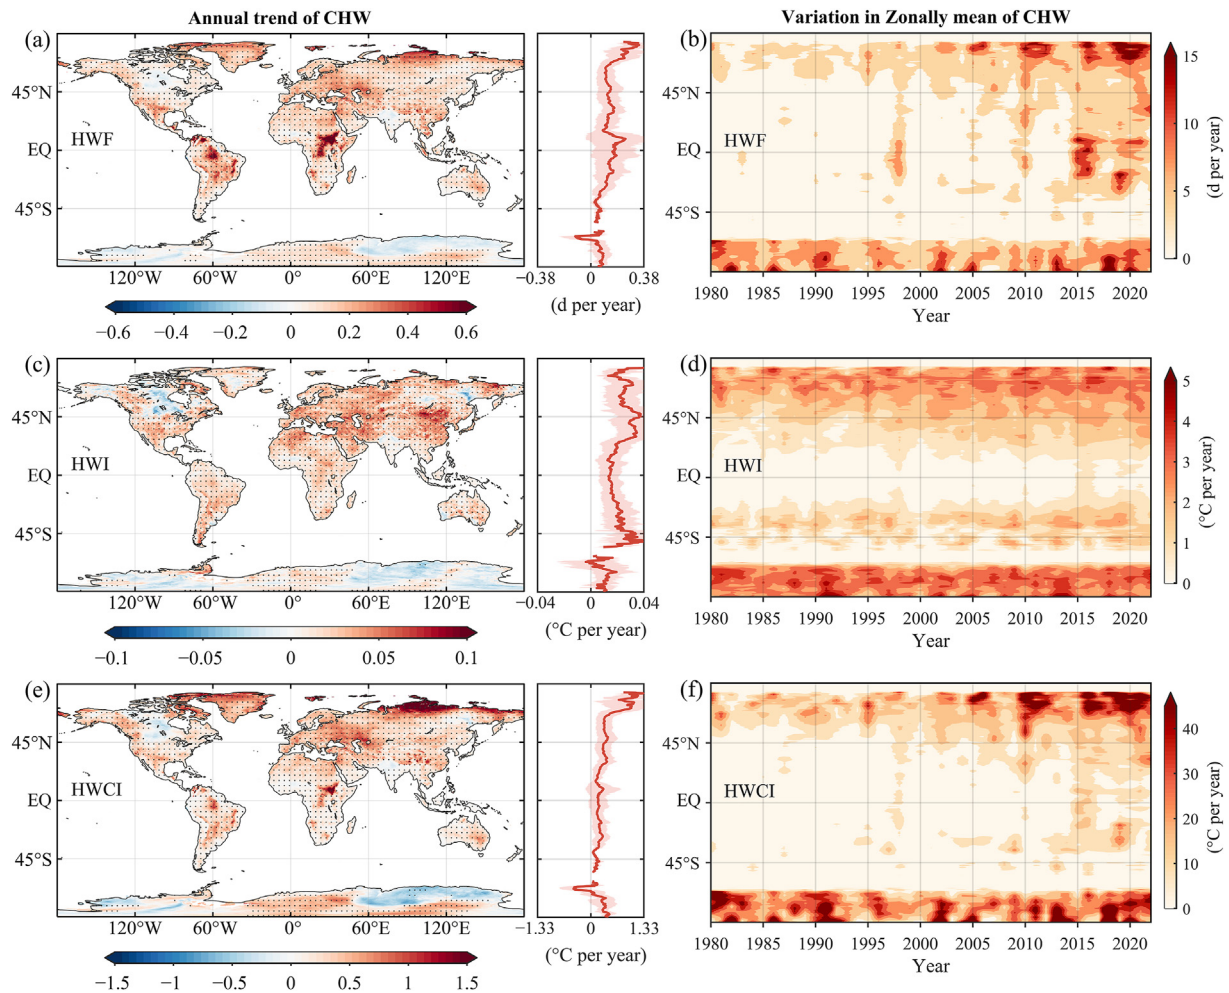 Annual trend of CHW
Variation in Zonally mean of CHW
(a)
45°N
EQ
45°S
HWF
120°W 60°W 0° 60°E 120°E
−0.38 0 0.38
(d per year)
−0.6 −0.4 −0.2 0 0.2 0.4 0.6
(b)
45°N
EQ
45°S
HWF
1980 1985 1990 1995 2000 2005 2010 2015 2020
Year
15
10
5
0
(d per year)
(c)
45°N
EQ
45°S
HWI
120°W 60°W 0° 60°E 120°E
-0.04 0 0.04
(°C per year)
−0.1 −0.05 0 0.05 0.1
(d)
45°N
EQ
45°S
HWI
1980 1985 1990 1995 2000 2005 2010 2015 2020
Year
5
4
3
2
1
0
(°C per year)
(e)
45°N
EQ
45°S
HWCI
120°W 60°W 0° 60°E 120°E
−1.33 0 1.33
(°C per year)
−1.5 −1 −0.5 0 0.5 1 1.5
(f)
45°N
EQ
45°S
HWCI
1980 1985 1990 1995 2000 2005 2010 2015 2020
Year
40
30
20
10
0
(°C per year)